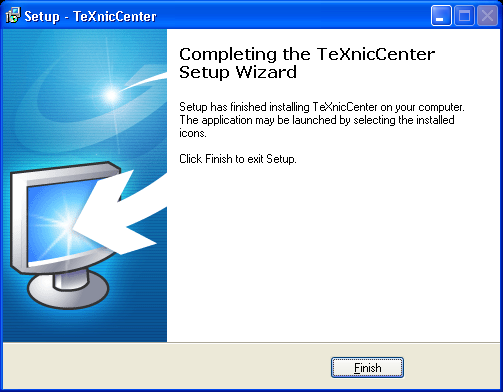 Setup - TeXnicCenter
Completing the TeXnicCenter
Setup Wizard
Setup has finished installing TeXnicCenter on your computer.
The application may be launched by selecting the installed
icons.
Click Finish to exit Setup.
Finish